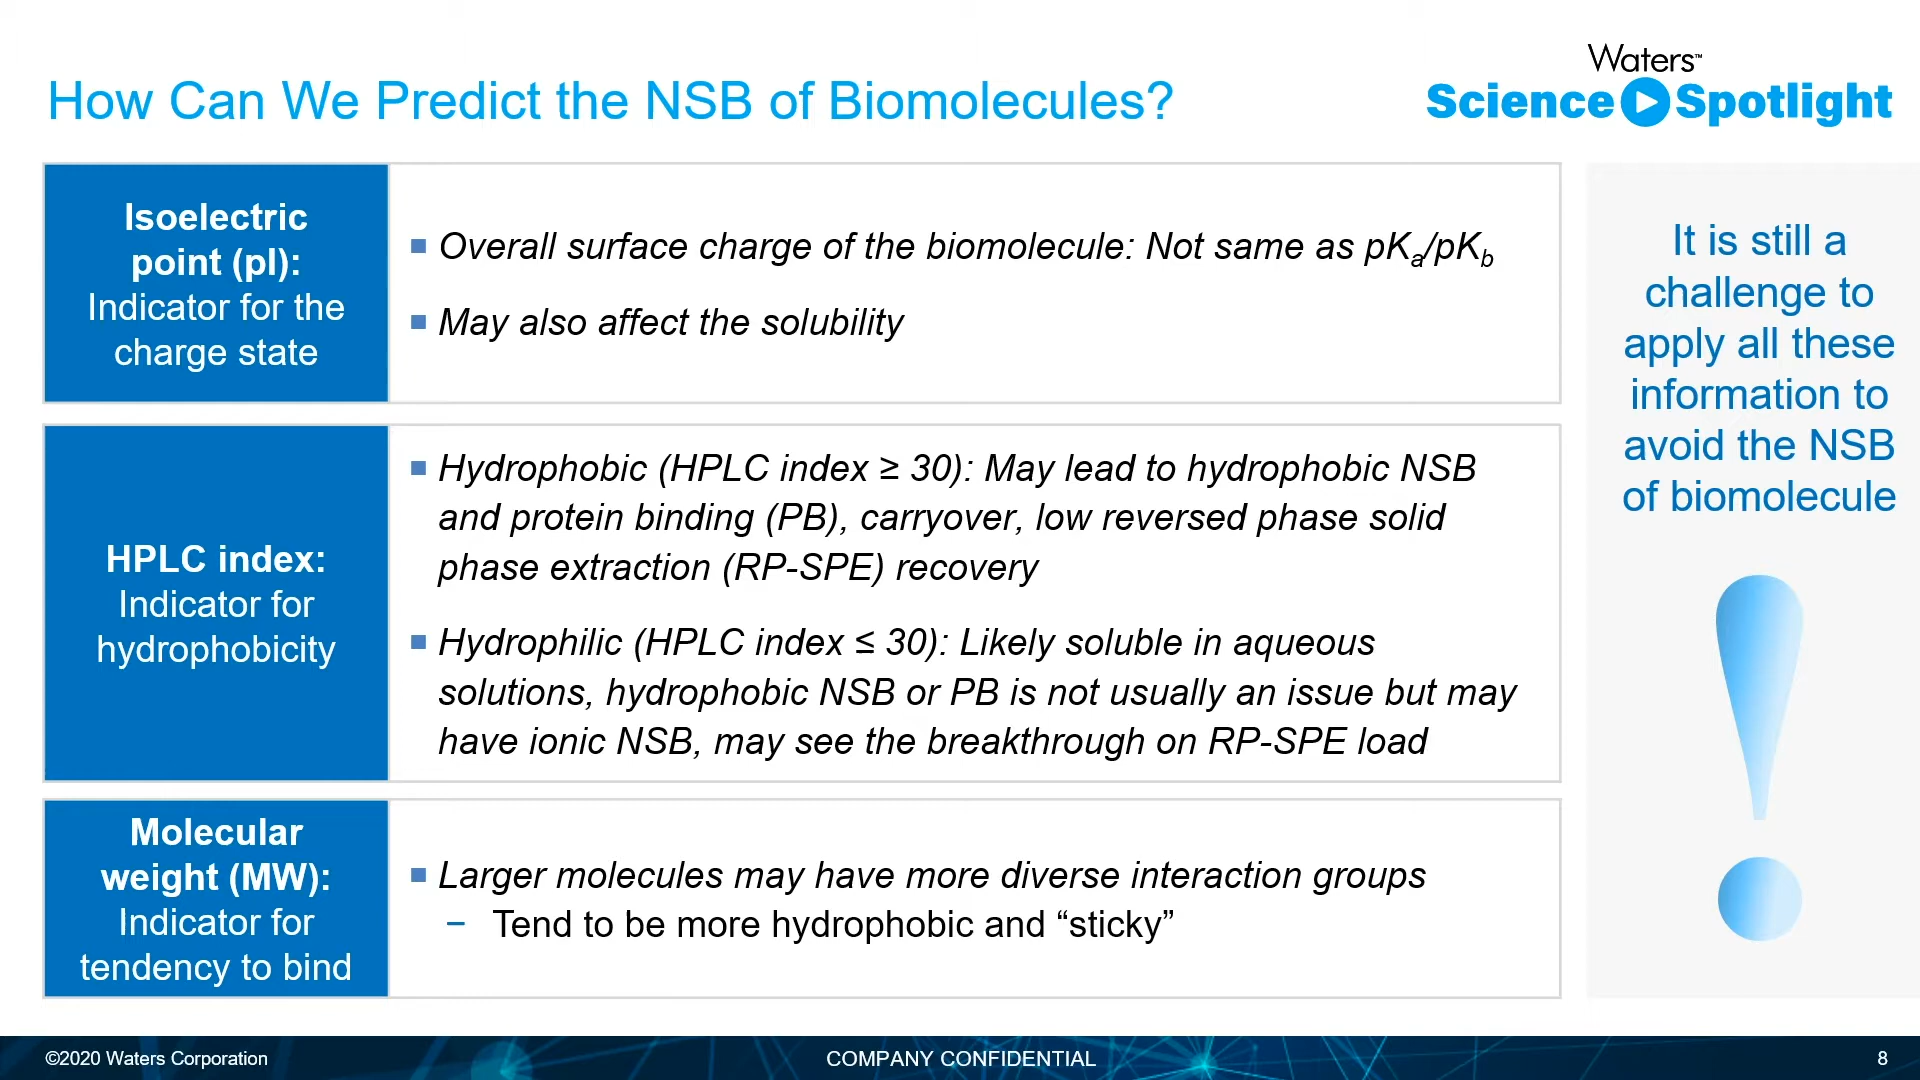 How Can We Predict the NSB of Biomolecules?
Waters™
Science Spotlight
Isoelectric
point (pI):
Indicator for the
charge state
Overall surface charge of the biomolecule: Not same as pKa/pKb
May also affect the solubility
HPLC index:
Indicator for
hydrophobicity
Hydrophobic (HPLC index ≥ 30): May lead to hydrophobic NSB
and protein binding (PB), carryover, low reversed phase solid
phase extraction (RP-SPE) recovery
Hydrophilic (HPLC index ≤ 30): Likely soluble in aqueous
solutions, hydrophobic NSB or PB is not usually an issue but may
have ionic NSB, may see the breakthrough on RP-SPE load
Molecular
weight (MW):
Indicator for
tendency to bind
Larger molecules may have more diverse interaction groups
− Tend to be more hydrophobic and “sticky”
It is still a
challenge to
apply all these
information to
avoid the NSB
of biomolecule
!
©2020 Waters Corporation
COMPANY CONFIDENTIAL
8